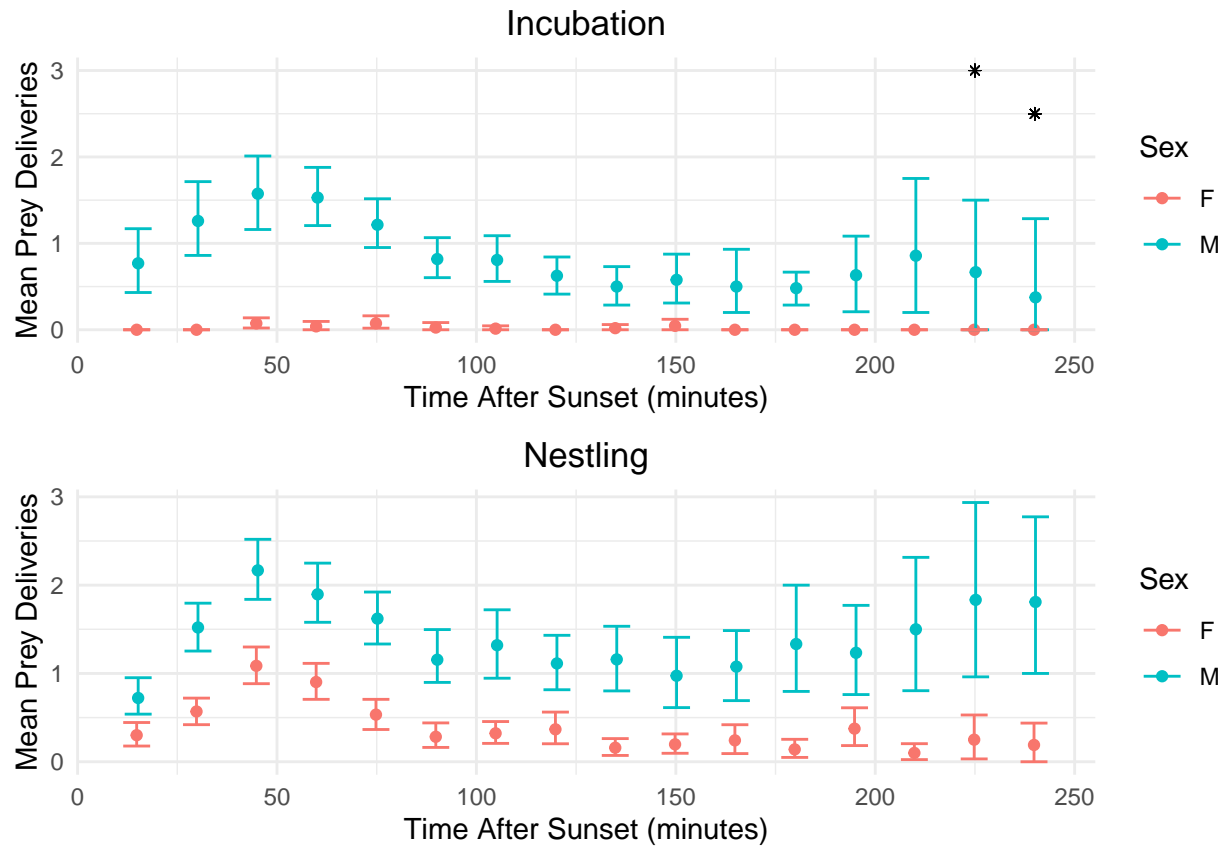 Incubation
Mean Prey Deliveries
3
2
1
0
*
*
0 50 100 150 200 250
Time After Sunset (minutes)
Sex
F
M
Nestling
Mean Prey Deliveries
3
2
1
0
0 50 100 150 200 250
Time After Sunset (minutes)
Sex
F
M